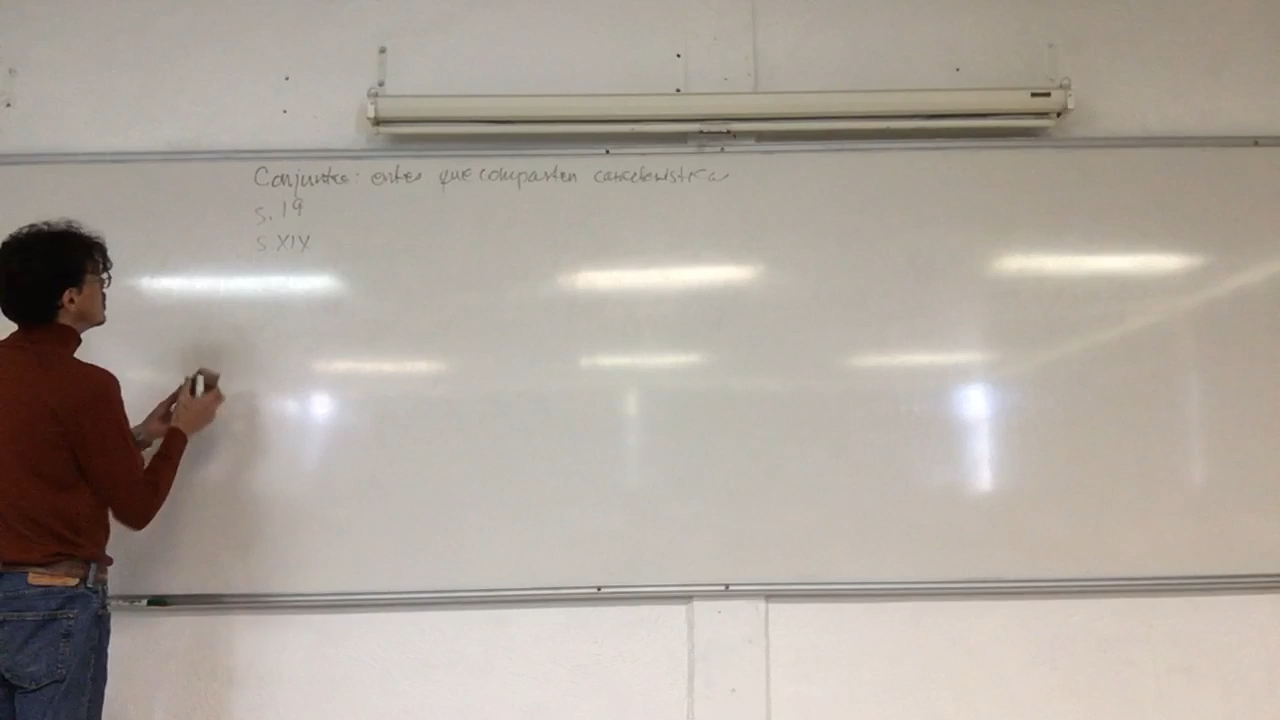 Conjuntos: entes que comparten característica
s. 19
s. XIX